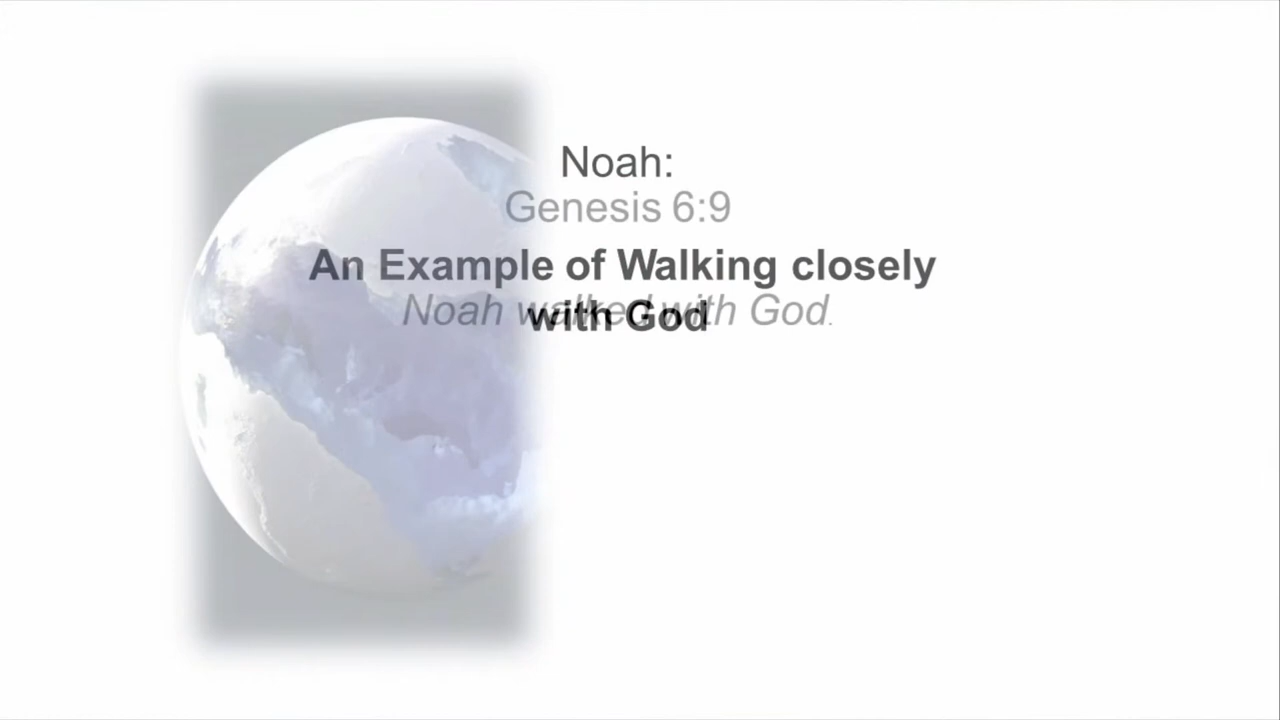 Noah:
Genesis 6:9
An Example of Walking closely
Noah walked with God.
with God